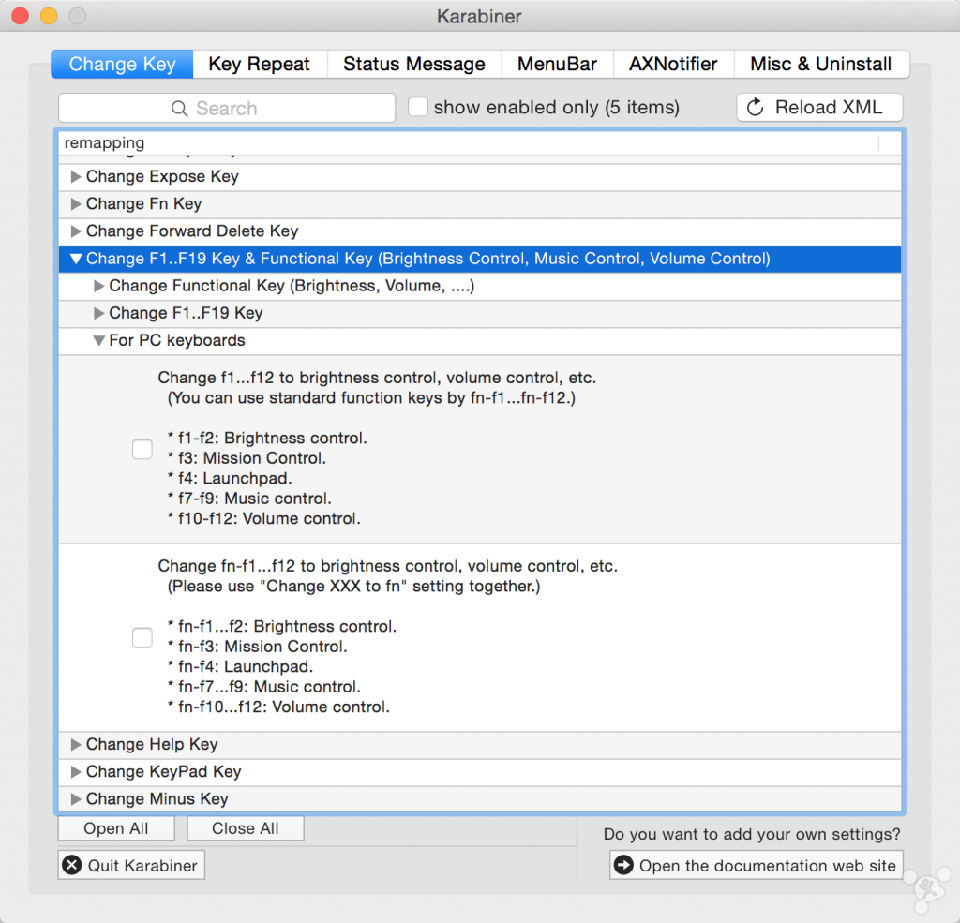 Karabiner
Change Key Key Repeat Status Message MenuBar AXNotifier Misc & Uninstall
Search show enabled only (5 items) Reload XML
remapping
Change Expose Key
Change Fn Key
Change Forward Delete Key
Change F1..F19 Key & Functional Key (Brightness Control, Music Control, Volume Control)
Change Functional Key (Brightness, Volume, ....)
Change F1..F19 Key
For PC keyboards
Change f1...f12 to brightness control, volume control, etc.
(You can use standard function keys by fn-f1...fn-f12.)
* f1-f2: Brightness control.
* f3: Mission Control.
* f4: Launchpad.
* f7-f9: Music control.
* f10-f12: Volume control.
Change fn-f1...f12 to brightness control, volume control, etc.
(Please use "Change XXX to fn" setting together.)
* fn-f1...f2: Brightness control.
* fn-f3: Mission Control.
* fn-f4: Launchpad.
* fn-f7...f9: Music control.
* fn-f10...f12: Volume control.
Change Help Key
Change KeyPad Key
Change Minus Key
Open All Close All
Do you want to add your own settings?
Quit Karabiner Open the documentation web site